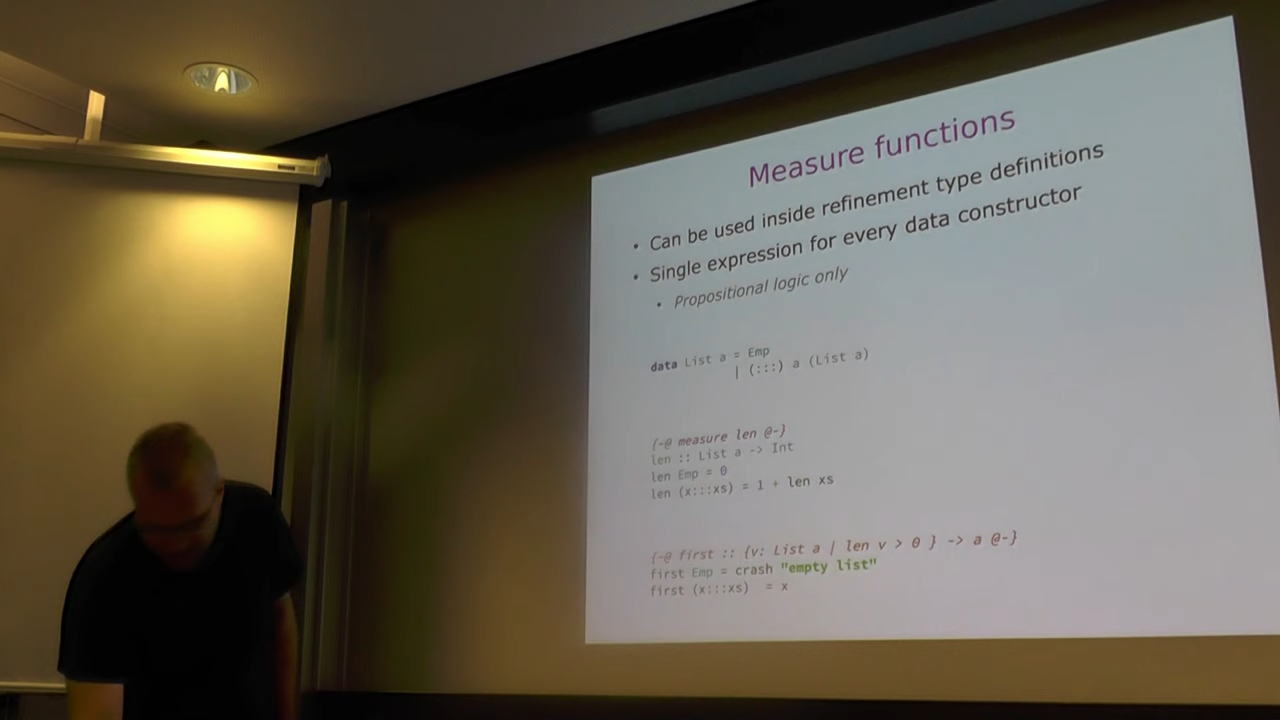 Measure functions
• Can be used inside refinement type definitions
• Single expression for every data constructor
• Propositional logic only
data List a = Emp
| (:::) a (List a)
{-@ measure len @-}
len :: List a -> Int
len Emp = 0
len (x:::xs) = 1 + len xs
{-@ first :: {v: List a | len v > 0 } -> a @-}
first Emp = crash "empty list"
first (x:::xs) = x